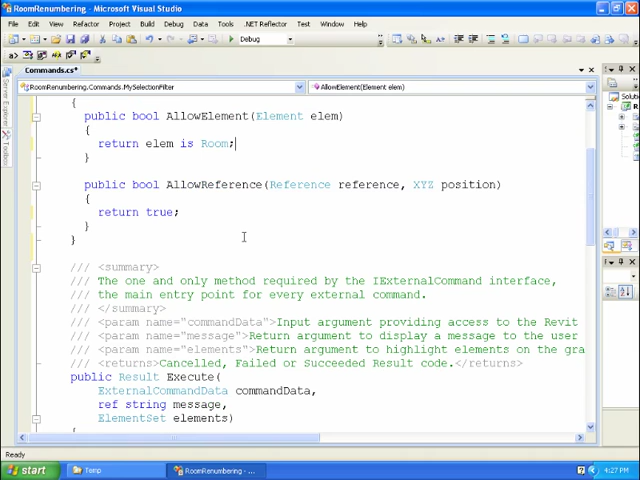 RoomRenumbering - Microsoft Visual Studio
File Edit View Refactor Project Build Debug Data Tools .NET Reflector Test Window Help
Debug
Commands.cs*
RoomRenumbering.Commands.MySelectionFilter AllowElement(Element elem)
Server Explorer
Toolbox
Solutio
{
public bool AllowElement(Element elem)
{
return elem is Room;
}
public bool AllowReference(Reference reference, XYZ position)
{
return true;
}
}
/// <summary>
/// The one and only method required by the IExternalCommand interface,
/// the main entry point for every external command.
/// </summary>
/// <param name="commandData">Input argument providing access to the Revit
/// <param name="message">Return argument to display a message to the user
/// <param name="elements">Return argument to highlight elements on the gra
/// <returns>Cancelled, Failed or Succeeded Result code.</returns>
public Result Execute(
ExternalCommandData commandData,
ref string message,
ElementSet elements)
{
Ready
start Temp RoomRenumbering - ... 4:27 PM